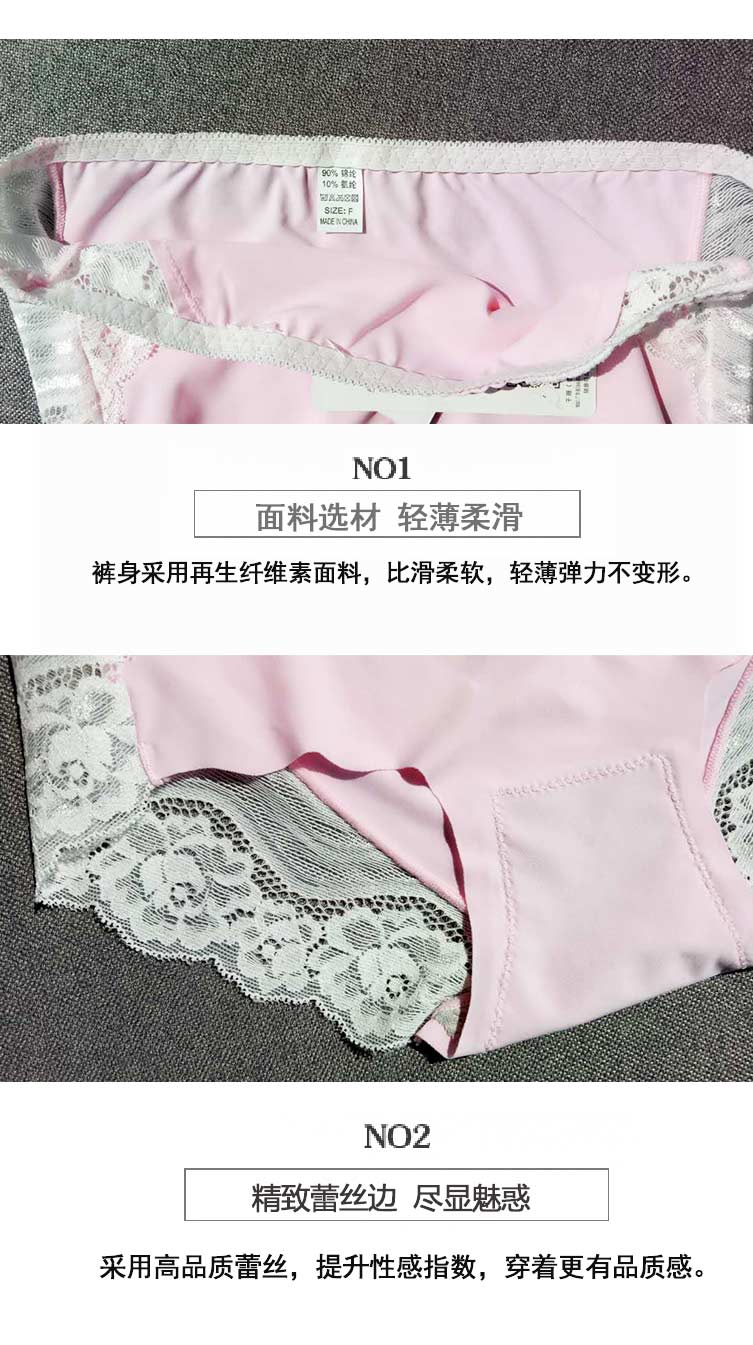 90% 锦纶
10% 氨纶
SIZE: F
MADE IN CHINA
NO1
面料选材 轻薄柔滑
裤身采用再生纤维素面料，比滑柔软，轻薄弹力不变形。
NO2
精致蕾丝边 尽显魅惑
采用高品质蕾丝，提升性感指数，穿着更有品质感。